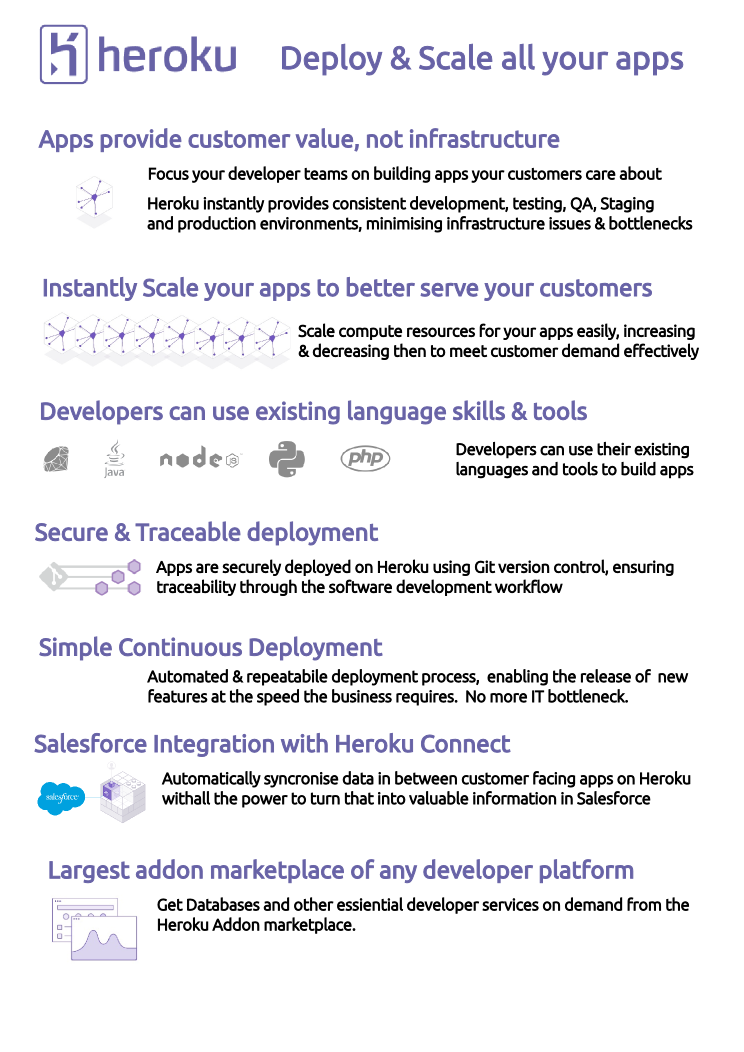 heroku Deploy & Scale all your apps
Apps provide customer value, not infrastructure
Focus your developer teams on building apps your customers care about
Heroku instantly provides consistent development, testing, QA, Staging
and production environments, minimising infrastructure issues & bottlenecks
Instantly Scale your apps to better serve your customers
Scale compute resources for your apps easily, increasing
& decreasing then to meet customer demand effectively
Developers can use existing language skills & tools
java node JS php
Developers can use their existing
languages and tools to build apps
Secure & Traceable deployment
Apps are securely deployed on Heroku using Git version control, ensuring
traceability through the software development workflow
Simple Continuous Deployment
Automated & repeatabile deployment process,  enabling the release of  new
features at the speed the business requires.  No more IT bottleneck.
Salesforce Integration with Heroku Connect
salesforce
Automatically syncronise data in between customer facing apps on Heroku
withall the power to turn that into valuable information in Salesforce
Largest addon marketplace of any developer platform
Get Databases and other essiential developer services on demand from the
Heroku Addon marketplace.